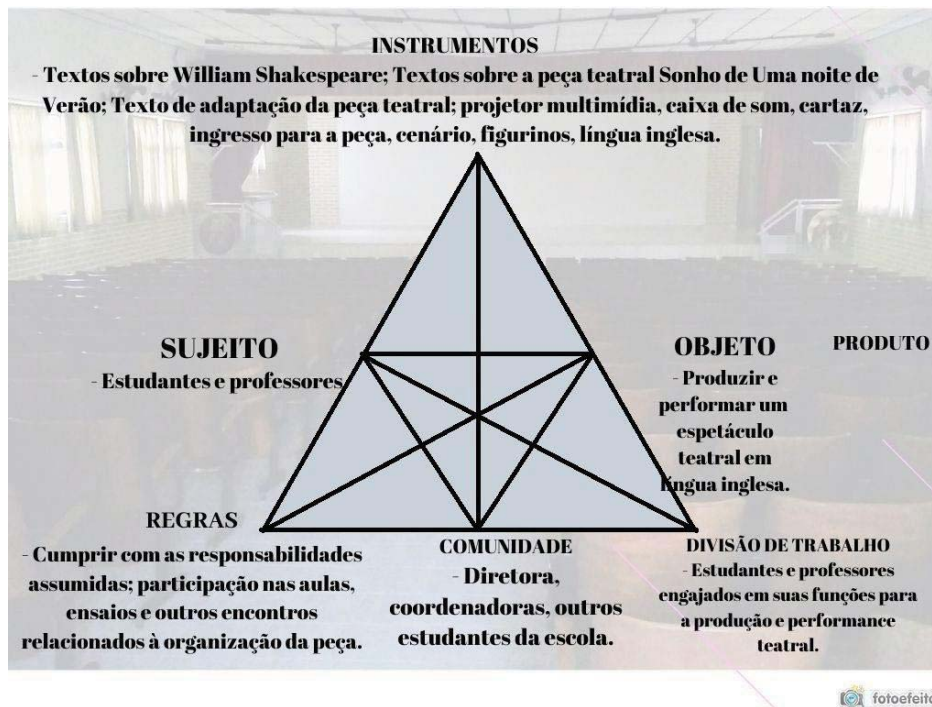 INSTRUMENTOS
- Textos sobre William Shakespeare; Textos sobre a peça teatral Sonho de Uma noite de
Verão; Texto de adaptação da peça teatral; projetor multimídia, caixa de som, cartaz,
ingresso para a peça, cenário, figurinos, língua inglesa.
SUJEITO
- Estudantes e professores
OBJETO
- Produzir e
performar um
espetáculo
teatral em
língua inglesa.
PRODUTO
REGRAS
- Cumprir com as responsabilidades
assumidas; participação nas aulas,
ensaios e outros encontros
relacionados à organização da peça.
COMUNIDADE
- Diretora,
coordenadoras, outros
estudantes da escola.
DIVISÃO DE TRABALHO
- Estudantes e professores
engajados em suas funções para
a produção e performance
teatral.
fotoefeito